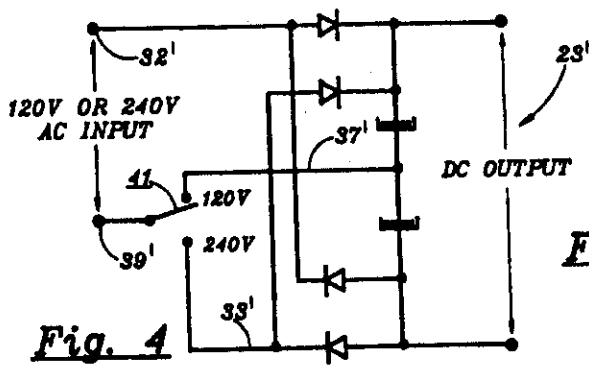 32'
120V OR 240V
AC INPUT
41
120V
37'
DC OUTPUT
23'
39'
240V
33'
Fig. 4
F